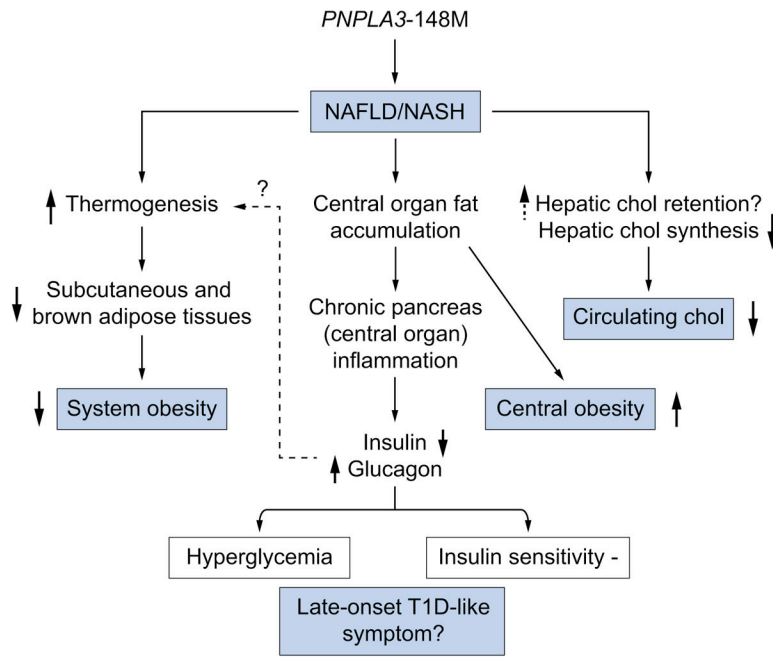 PNPLA3-148M
NAFLD/NASH
?
Thermogenesis
Subcutaneous and
brown adipose tissues
System obesity
Central organ fat
accumulation
Chronic pancreas
(central organ)
inflammation
Central obesity
Hepatic chol retention?
Hepatic chol synthesis
Circulating chol
Insulin
Glucagon
Hyperglycemia
Insulin sensitivity -
Late-onset T1D-like
symptom?